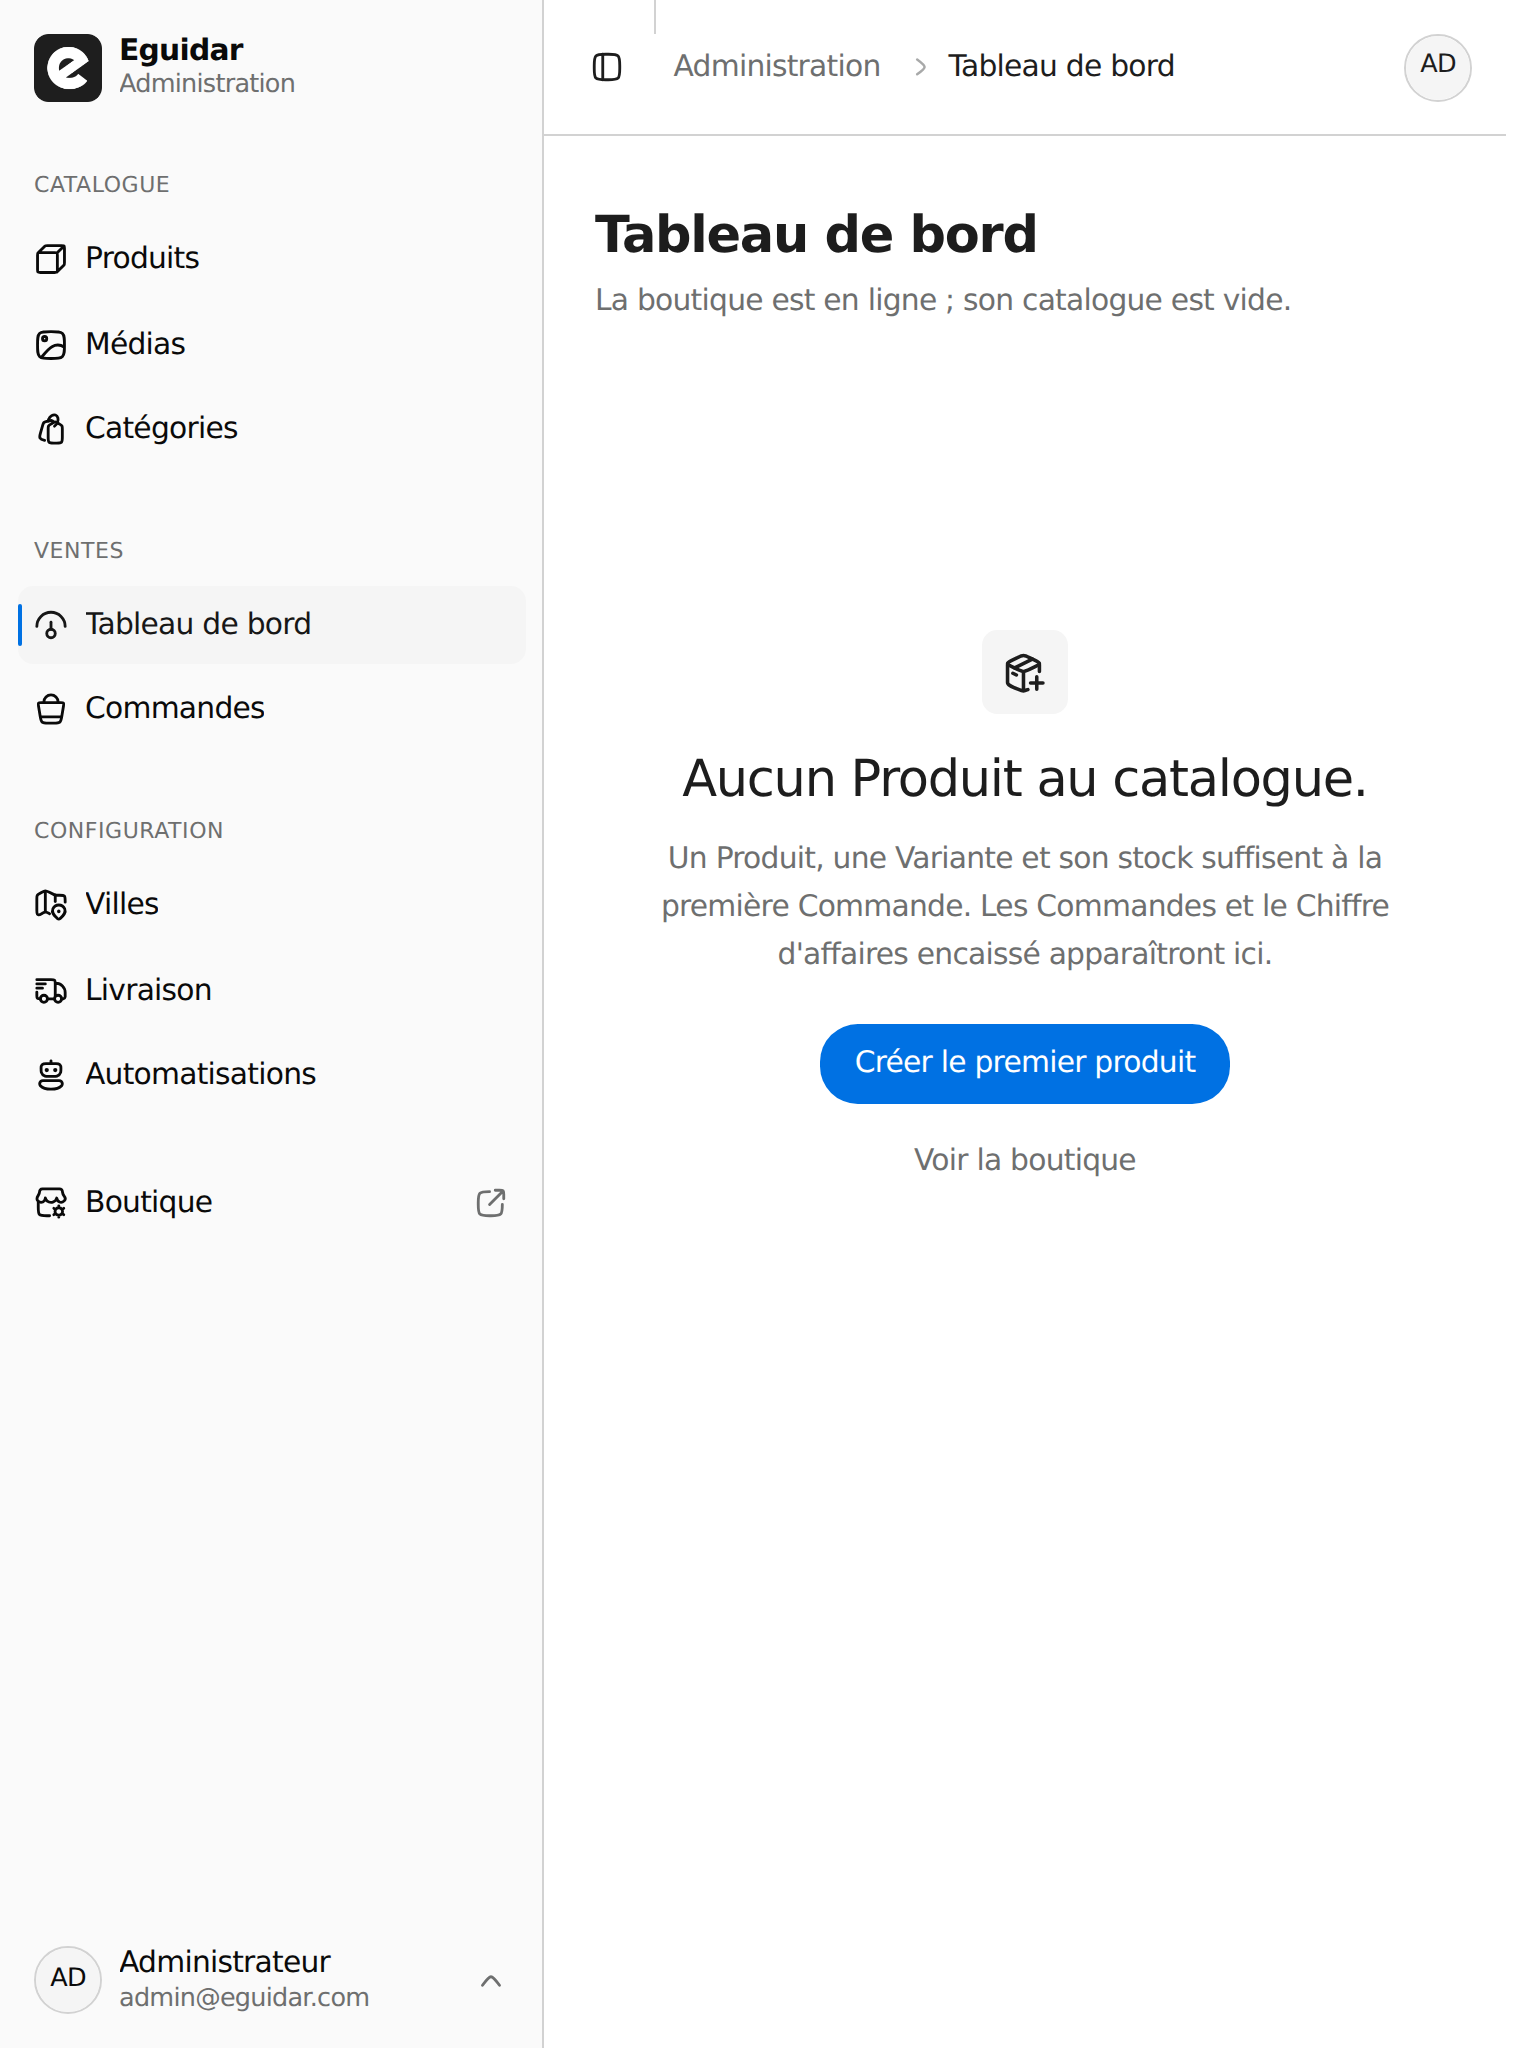 Eguidar
Administration
CATALOGUE
Produits
Médias
Catégories
VENTES
Tableau de bord
Commandes
CONFIGURATION
Villes
Livraison
Automatisations
Boutique
AD
Administrateur
admin@eguidar.com
Administration
Tableau de bord
AD
Tableau de bord
La boutique est en ligne ; son catalogue est vide.
Aucun Produit au catalogue.
Un Produit, une Variante et son stock suffisent à la
première Commande. Les Commandes et le Chiffre
d'affaires encaissé apparaîtront ici.
Créer le premier produit
Voir la boutique